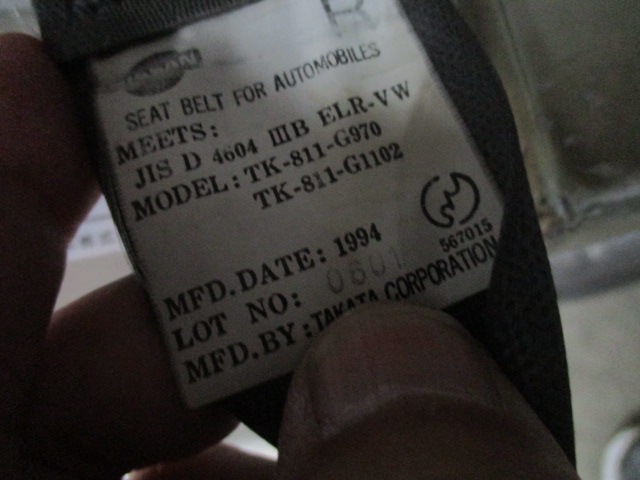 NISSAN
R
SEAT BELT FOR AUTOMOBILES
MEETS:
JIS D 4604 IIIB ELR-VW
MODEL: TK-811-G970
TK-811-G1102
567015
MFD.DATE: 1994
LOT NO: 0601
MFD.BY: TAKATA CORPORATION